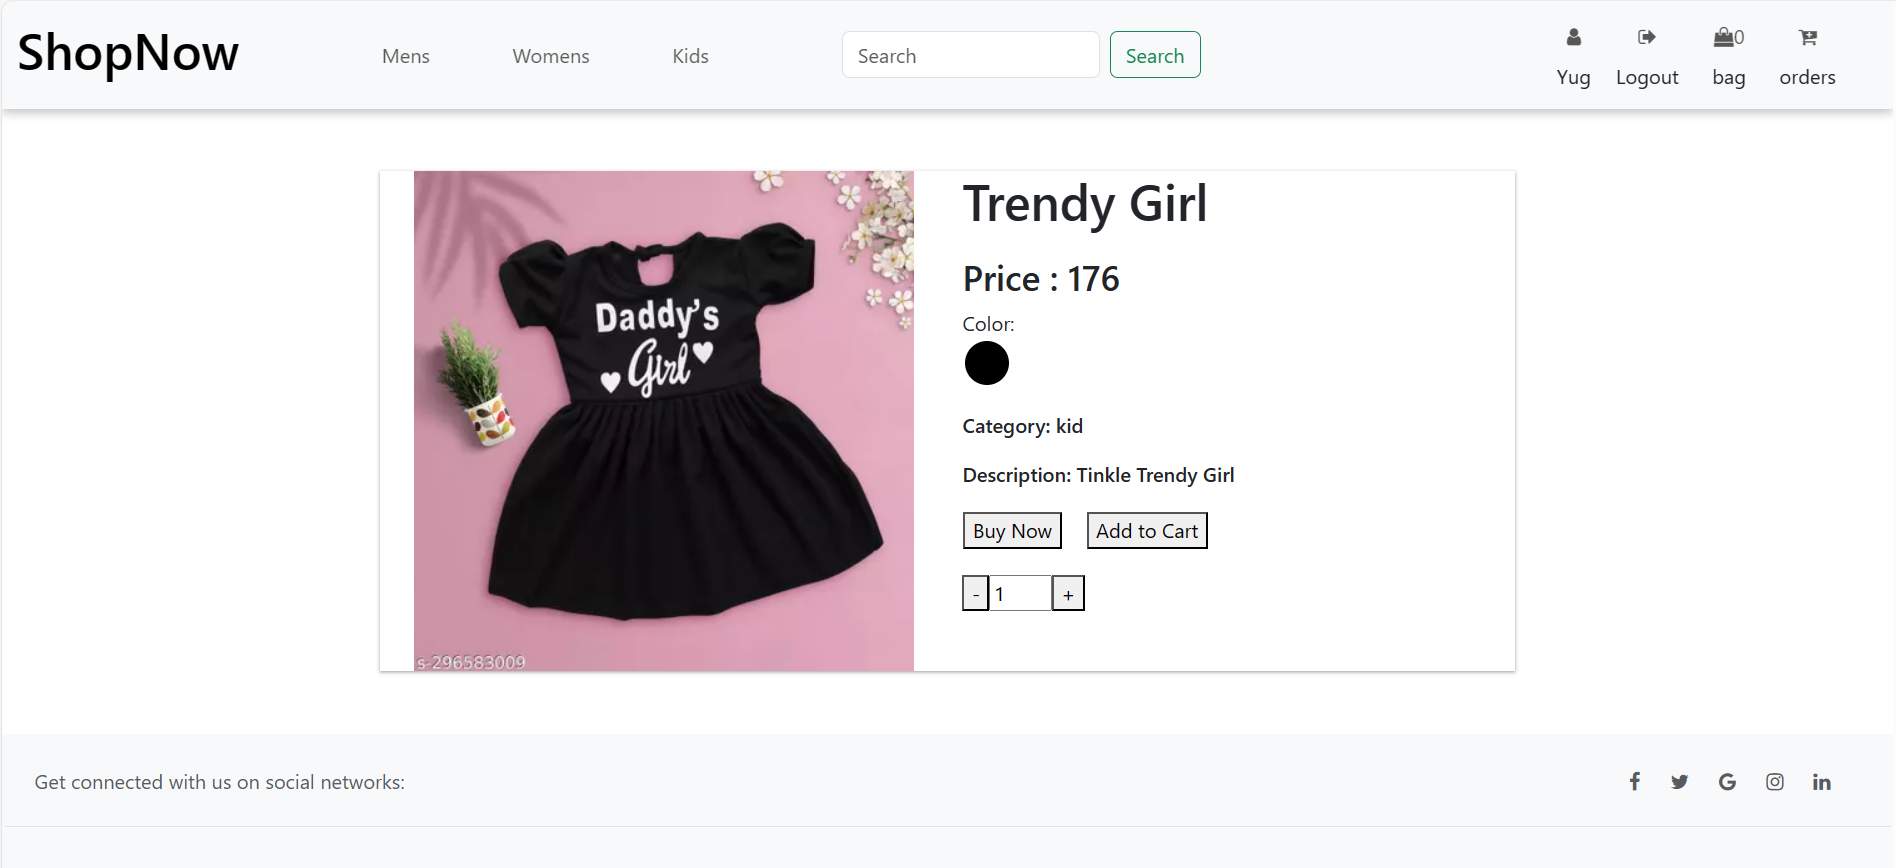 ShopNow
Mens
Womens
Kids
Search
Search
0
Yug
Logout
bag
orders
Daddy's
Girl
s-296583009
Trendy Girl
Price : 176
Color:
Category: kid
Description: Tinkle Trendy Girl
Buy Now
Add to Cart
- 1 +
Get connected with us on social networks: